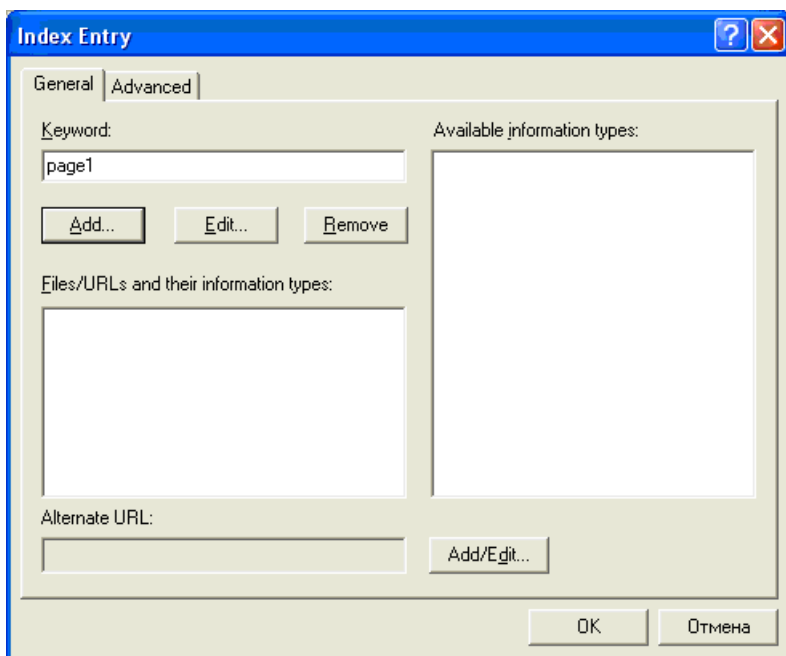 Index Entry
General Advanced
Keyword:
page1
Add... Edit... Remove
Files/URLs and their information types:
Available information types:
Alternate URL:
Add/Edit...
OK Отмена